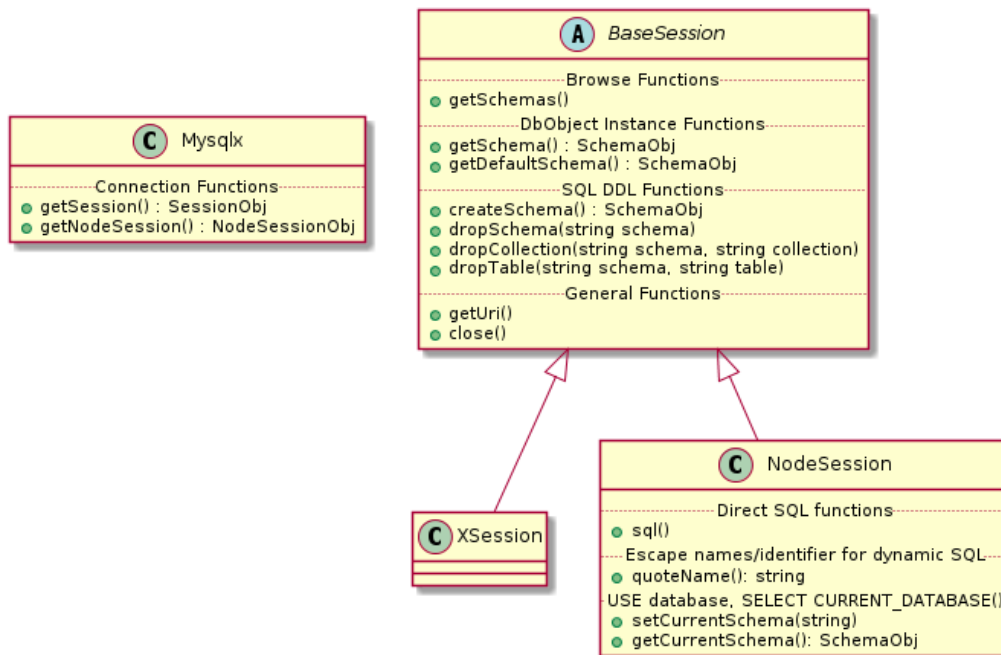 A BaseSession
Browse Functions
getSchemas()
DbObject Instance Functions
getSchema() : SchemaObj
getDefaultSchema() : SchemaObj
SQL DDL Functions
createSchema() : SchemaObj
dropSchema(string schema)
dropCollection(string schema, string collection)
dropTable(string schema, string table)
General Functions
getUri()
close()
C Mysqlx
Connection Functions
getSession() : SessionObj
getNodeSession() : NodeSessionObj
C XSession
C NodeSession
Direct SQL functions
sql()
Escape names/identifier for dynamic SQL
quoteName(): string
USE database, SELECT CURRENT_DATABASE()
setCurrentSchema(string)
getCurrentSchema(): SchemaObj